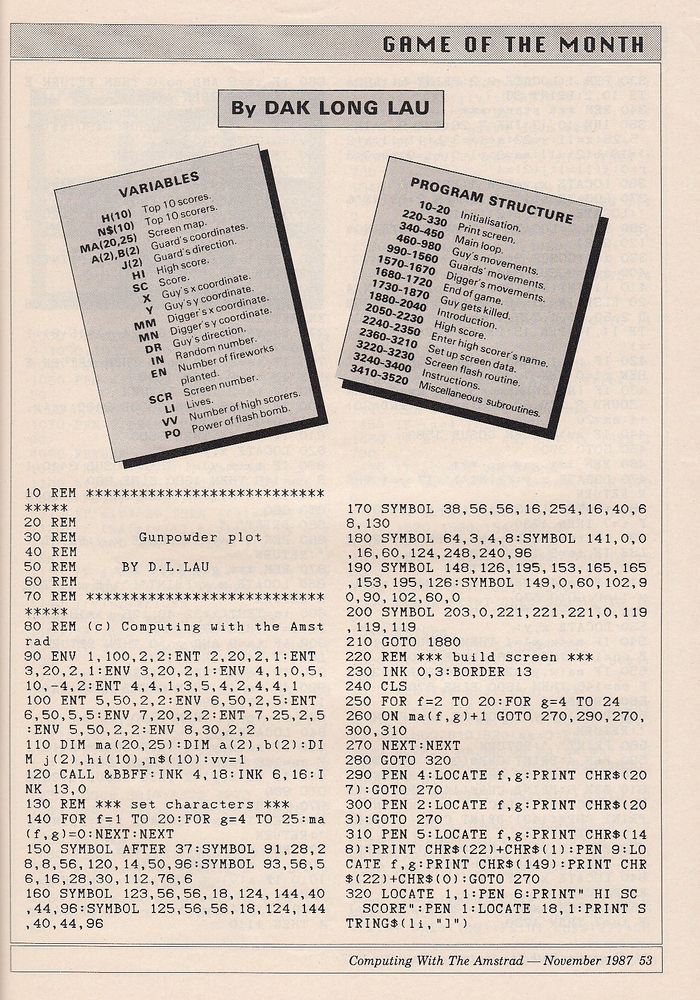 GAME OF THE MONTH
By DAK LONG LAU
VARIABLES
H(10) Top 10 scores.
N$(10) Top 10 scorers.
MA(20,25) Screen map.
A(2),B(2) Guard's coordinates.
J(2) Guard's direction.
HI High score.
SC Score.
X Guy's x coordinate.
Y Guy's y coordinate.
MM Digger's x coordinate.
MN Digger's y coordinate.
DR Guy's direction.
IN Random number.
EN Number of fireworks
planted.
SCR Screen number.
LI Lives.
VV Number of high scorers.
PO Power of flash bomb.
PROGRAM STRUCTURE
10-20 Initialisation.
220-330 Print screen.
340-450 Main loop.
460-980 Guy's movements.
990-1560 Guards' movements.
1570-1670 Digger's movements.
1680-1720 End of game.
1730-1870 Guy gets killed.
1880-2040 Introduction.
2050-2230 High score.
2240-2350 Enter high scorer's name.
2360-3210 Set up screen data.
3220-3230 Screen flash routine.
3240-3400 Instructions.
3410-3520 Miscellaneous subroutines.
10 REM ***************************
*****
20 REM
30 REM Gunpowder plot
40 REM
50 REM BY D.L.LAU
60 REM
70 REM ***************************
*****
80 REM (c) Computing with the Amst
rad
90 ENV 1,100,2,2:ENT 2,20,2,1:ENT
3,20,2,1:ENV 3,20,2,1:ENV 4,1,0,5,
10,-4,2:ENT 4,4,1,3,5,4,2,4,4,1
100 ENT 5,50,2,2:ENV 6,50,2,5:ENT
6,50,5,5:ENV 7,20,2,2:ENT 7,25,2,5
:ENV 5,50,2,2:ENV 8,30,2,2
110 DIM ma(20,25):DIM a(2),b(2):DI
M j(2),hi(10),n$(10):vv=1
120 CALL &BBFF:INK 4,18:INK 6,16:I
NK 13,0
130 REM *** set characters ***
140 FOR f=1 TO 20:FOR g=4 TO 25:ma
(f,g)=0:NEXT:NEXT
150 SYMBOL AFTER 37:SYMBOL 91,28,2
8,8,56,120,14,50,96:SYMBOL 93,56,5
6,16,28,30,112,76,6
160 SYMBOL 123,56,56,18,124,144,40
,44,96:SYMBOL 125,56,56,18,124,144
,40,44,96
170 SYMBOL 38,56,56,16,254,16,40,6
8,130
180 SYMBOL 64,3,4,8:SYMBOL 141,0,0
,16,60,124,248,240,96
190 SYMBOL 148,126,195,153,165,165
,153,195,126:SYMBOL 149,0,60,102,9
0,90,102,60,0
200 SYMBOL 203,0,221,221,221,0,119
,119,119
210 GOTO 1880
220 REM *** build screen ***
230 INK 0,3:BORDER 13
240 CLS
250 FOR f=2 TO 20:FOR g=4 TO 24
260 ON ma(f,g)+1 GOTO 270,290,270,
300,310
270 NEXT:NEXT
280 GOTO 320
290 PEN 4:LOCATE f,g:PRINT CHR$(20
7):GOTO 270
300 PEN 2:LOCATE f,g:PRINT CHR$(20
3):GOTO 270
310 PEN 5:LOCATE f,g:PRINT CHR$(14
8):PRINT CHR$(22)+CHR$(1):PEN 9:LO
CATE f,g:PRINT CHR$(149):PRINT CHR
$(22)+CHR$(0):GOTO 270
320 LOCATE 1,1:PEN 6:PRINT" HI SC
SCORE":PEN 1:LOCATE 18,1:PRINT S
TRING$(li,"]")
Computing With The Amstrad — November 1987 53